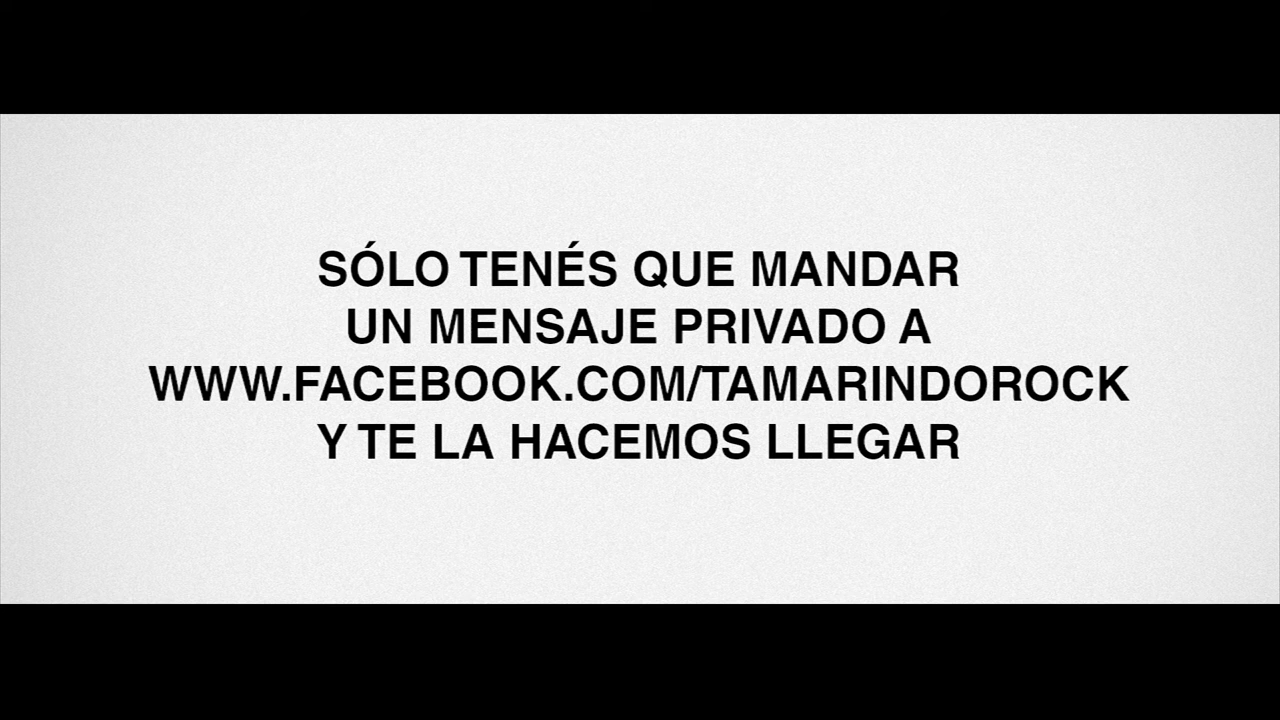 SÓLO TENÉS QUE MANDAR
UN MENSAJE PRIVADO A
WWW.FACEBOOK.COM/TAMARINDOROCK
Y TE LA HACEMOS LLEGAR